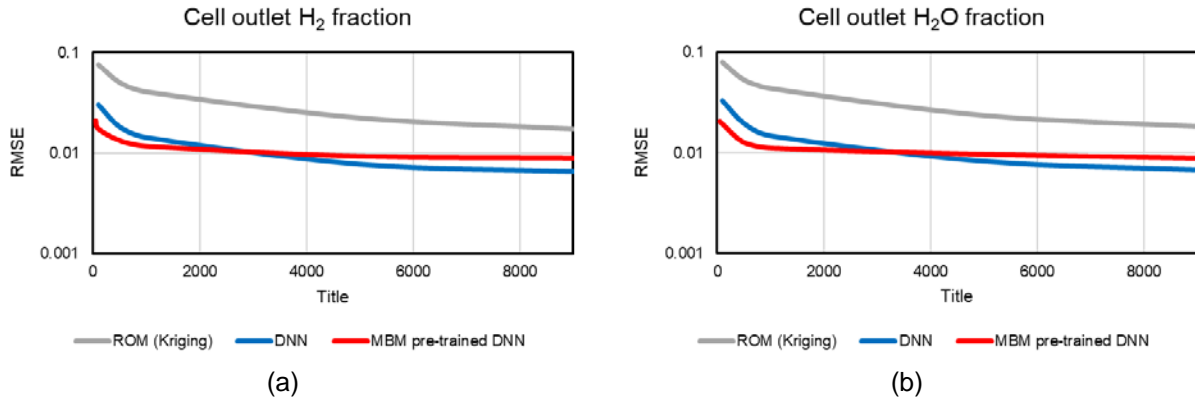 Cell outlet H₂ fraction
0.1
0.01
0.001
RMSE
0 2000 4000 6000 8000
Title
ROM (Kriging) DNN MBM pre-trained DNN
(a)
Cell outlet H₂O fraction
0.1
0.01
0.001
RMSE
0 2000 4000 6000 8000
Title
ROM (Kriging) DNN MBM pre-trained DNN
(b)